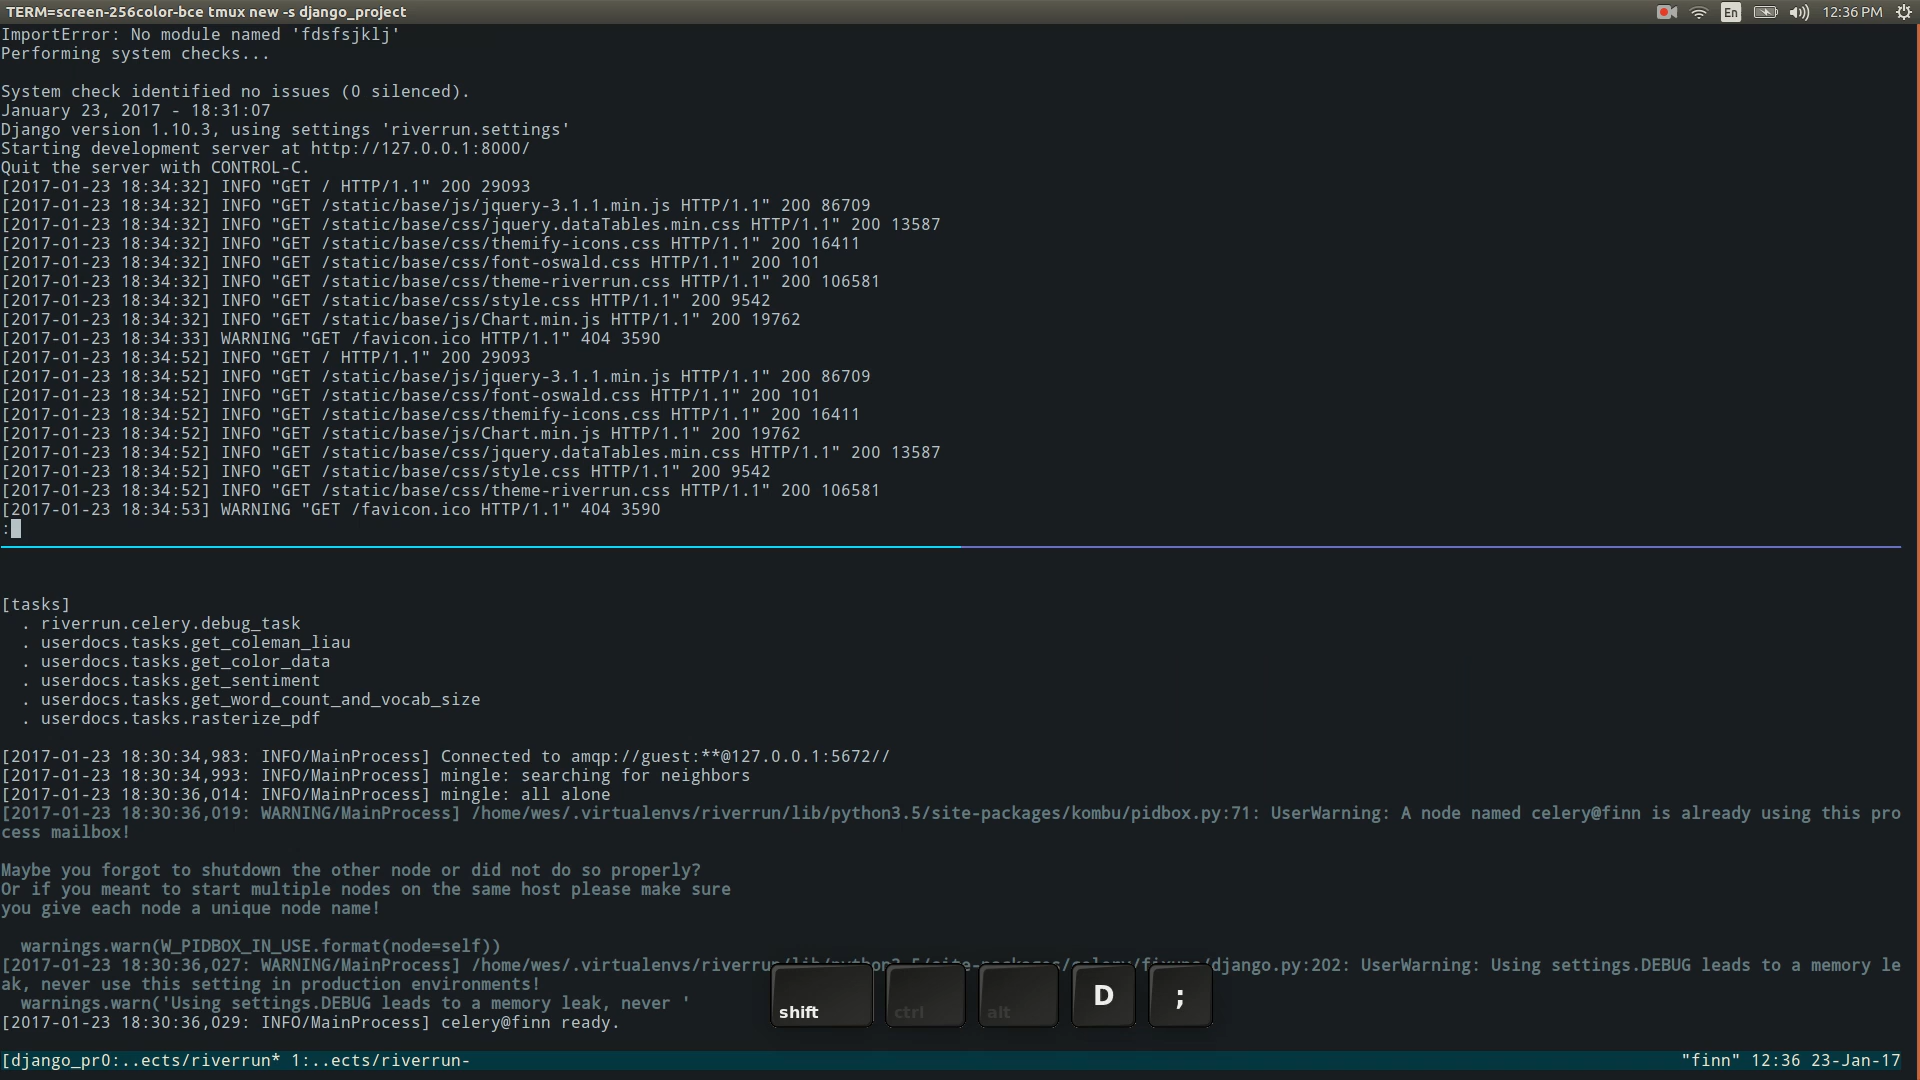 TERM=screen-256color-bce tmux new -s django_project
En
12:36 PM
ImportError: No module named 'fdsfsjklj'
Performing system checks...
System check identified no issues (0 silenced).
January 23, 2017 - 18:31:07
Django version 1.10.3, using settings 'riverrun.settings'
Starting development server at http://127.0.0.1:8000/
Quit the server with CONTROL-C.
[2017-01-23 18:34:32] INFO "GET / HTTP/1.1" 200 29093
[2017-01-23 18:34:32] INFO "GET /static/base/js/jquery-3.1.1.min.js HTTP/1.1" 200 86709
[2017-01-23 18:34:32] INFO "GET /static/base/css/jquery.dataTables.min.css HTTP/1.1" 200 13587
[2017-01-23 18:34:32] INFO "GET /static/base/css/themify-icons.css HTTP/1.1" 200 16411
[2017-01-23 18:34:32] INFO "GET /static/base/css/font-oswald.css HTTP/1.1" 200 101
[2017-01-23 18:34:32] INFO "GET /static/base/css/theme-riverrun.css HTTP/1.1" 200 106581
[2017-01-23 18:34:32] INFO "GET /static/base/css/style.css HTTP/1.1" 200 9542
[2017-01-23 18:34:32] INFO "GET /static/base/js/Chart.min.js HTTP/1.1" 200 19762
[2017-01-23 18:34:33] WARNING "GET /favicon.ico HTTP/1.1" 404 3590
[2017-01-23 18:34:52] INFO "GET / HTTP/1.1" 200 29093
[2017-01-23 18:34:52] INFO "GET /static/base/js/jquery-3.1.1.min.js HTTP/1.1" 200 86709
[2017-01-23 18:34:52] INFO "GET /static/base/css/font-oswald.css HTTP/1.1" 200 101
[2017-01-23 18:34:52] INFO "GET /static/base/css/themify-icons.css HTTP/1.1" 200 16411
[2017-01-23 18:34:52] INFO "GET /static/base/js/Chart.min.js HTTP/1.1" 200 19762
[2017-01-23 18:34:52] INFO "GET /static/base/css/jquery.dataTables.min.css HTTP/1.1" 200 13587
[2017-01-23 18:34:52] INFO "GET /static/base/css/style.css HTTP/1.1" 200 9542
[2017-01-23 18:34:52] INFO "GET /static/base/css/theme-riverrun.css HTTP/1.1" 200 106581
[2017-01-23 18:34:53] WARNING "GET /favicon.ico HTTP/1.1" 404 3590
:
[tasks]
. riverrun.celery.debug_task
. userdocs.tasks.get_coleman_liau
. userdocs.tasks.get_color_data
. userdocs.tasks.get_sentiment
. userdocs.tasks.get_word_count_and_vocab_size
. userdocs.tasks.rasterize_pdf
[2017-01-23 18:30:34,983: INFO/MainProcess] Connected to amqp://guest:**@127.0.0.1:5672//
[2017-01-23 18:30:34,993: INFO/MainProcess] mingle: searching for neighbors
[2017-01-23 18:30:36,014: INFO/MainProcess] mingle: all alone
[2017-01-23 18:30:36,019: WARNING/MainProcess] /home/wes/.virtualenvs/riverrun/lib/python3.5/site-packages/kombu/pidbox.py:71: UserWarning: A node named celery@finn is already using this pro
cess mailbox!
Maybe you forgot to shutdown the other node or did not do so properly?
Or if you meant to start multiple nodes on the same host please make sure
you give each node a unique node name!
warnings.warn(W_PIDBOX_IN_USE.format(node=self))
[2017-01-23 18:30:36,027: WARNING/MainProcess] /home/wes/.virtualenvs/riverrun django.py:202: UserWarning: Using settings.DEBUG leads to a memory le
ak, never use this setting in production environments!
warnings.warn('Using settings.DEBUG leads to a memory leak, never '
[2017-01-23 18:30:36,029: INFO/MainProcess] celery@finn ready.
shift ctrl alt D ;
[django_pr0:..ects/riverrun* 1:..ects/riverrun- "finn" 12:36 23-Jan-17